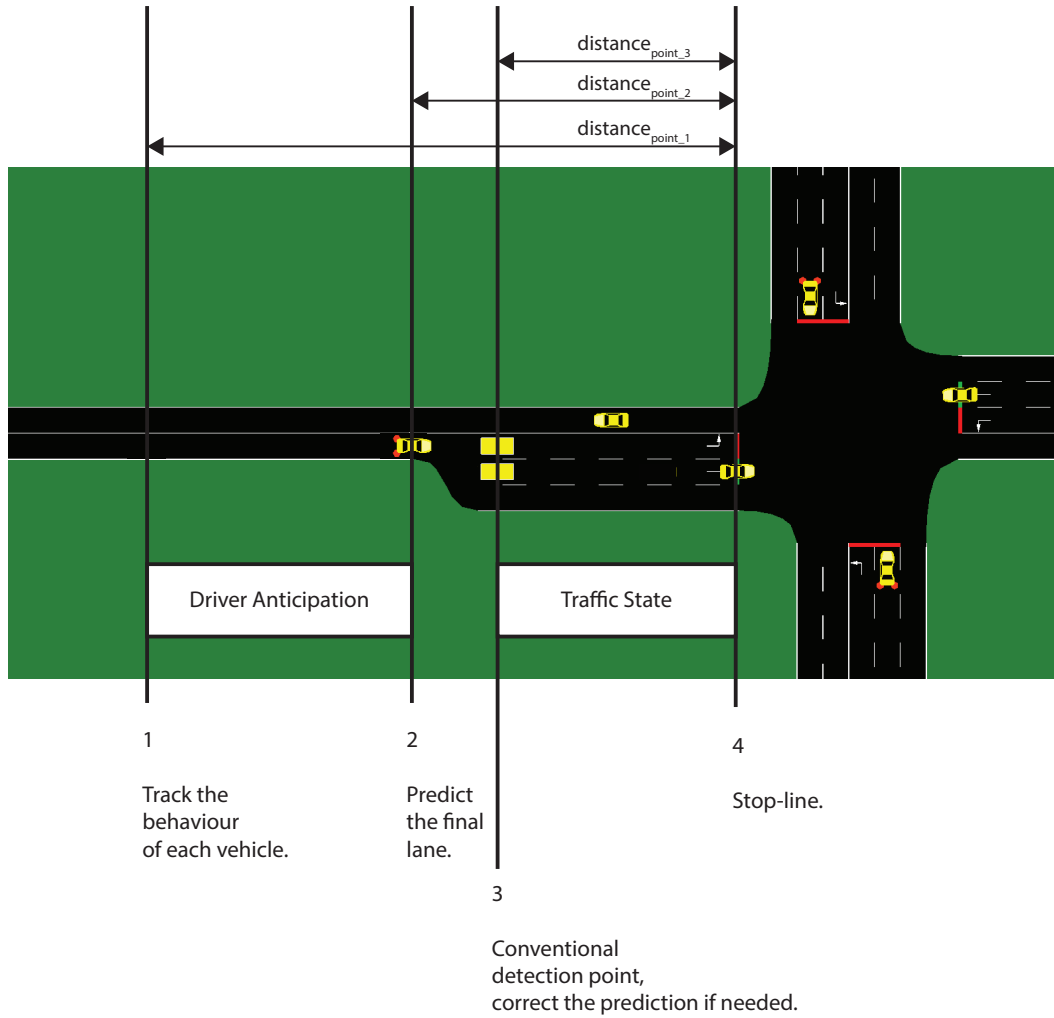 distance_point_3
distance_point_2
distance_point_1
Driver Anticipation
Traffic State
1
Track the
behaviour
of each vehicle.
2
Predict
the final
lane.
3
Conventional
detection point,
correct the prediction if needed.
4
Stop-line.